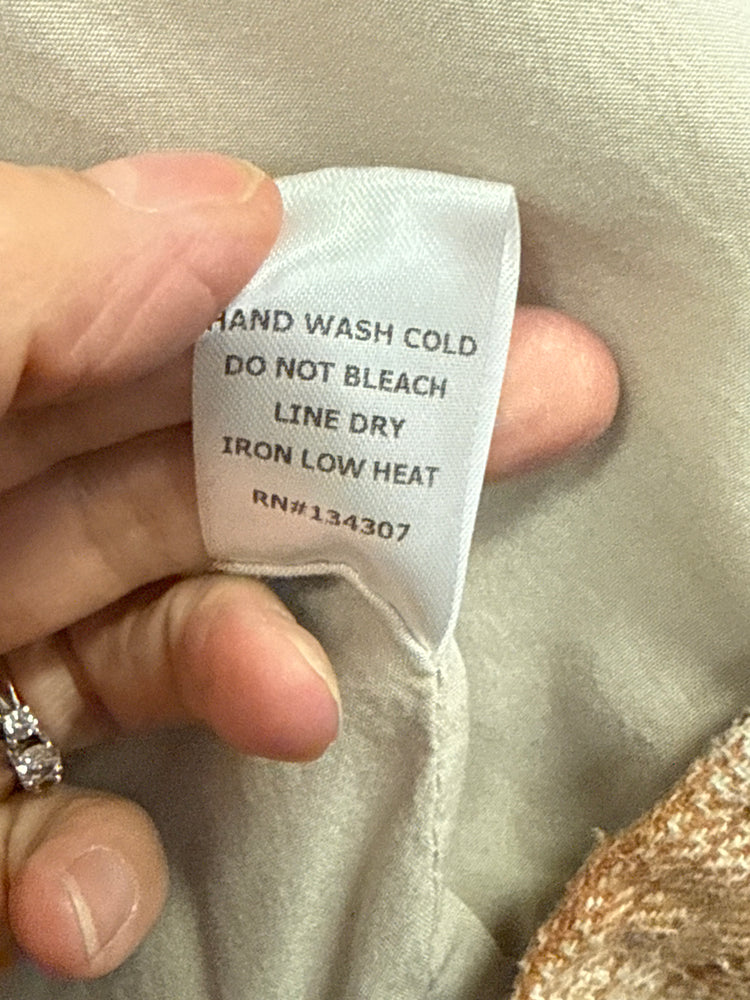 HAND WASH COLD
DO NOT BLEACH
LINE DRY
IRON LOW HEAT
RN#134307